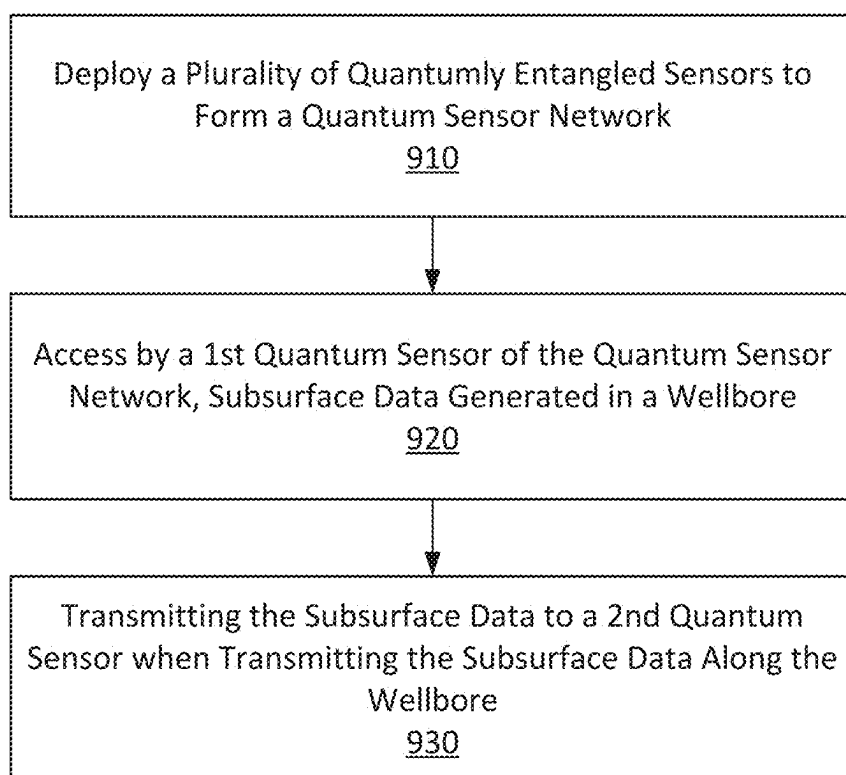 Deploy a Plurality of Quantumly Entangled Sensors to
Form a Quantum Sensor Network
910
Access by a 1st Quantum Sensor of the Quantum Sensor
Network, Subsurface Data Generated in a Wellbore
920
Transmitting the Subsurface Data to a 2nd Quantum
Sensor when Transmitting the Subsurface Data Along the
Wellbore
930